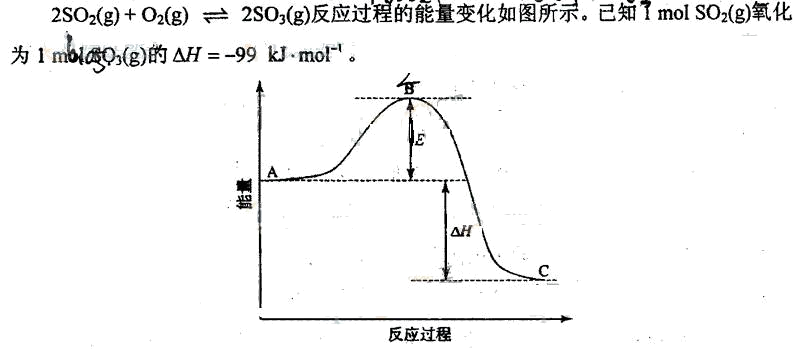 2SO₂(g) + O₂(g) ⇌ 2SO₃(g)反应过程的能量变化如图所示。已知 1 mol SO₂(g)氧化
为 1 mol SO₃(g)的 ΔH = -99 kJ·mol⁻¹。
B
E
A
能量
ΔH
C
反应过程